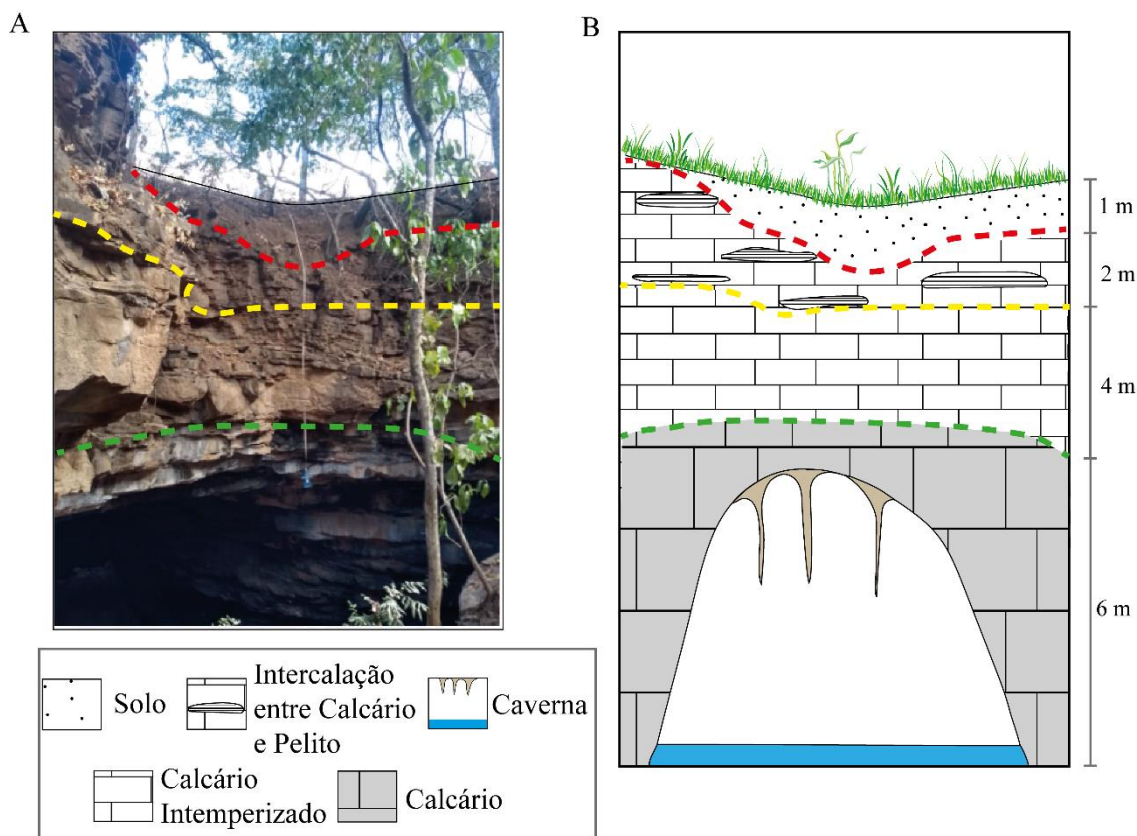 A
B
1 m
2 m
4 m
6 m
Solo
Intercalação
entre Calcário
e Pelito
Caverna
Calcário
Intemperizado
Calcário